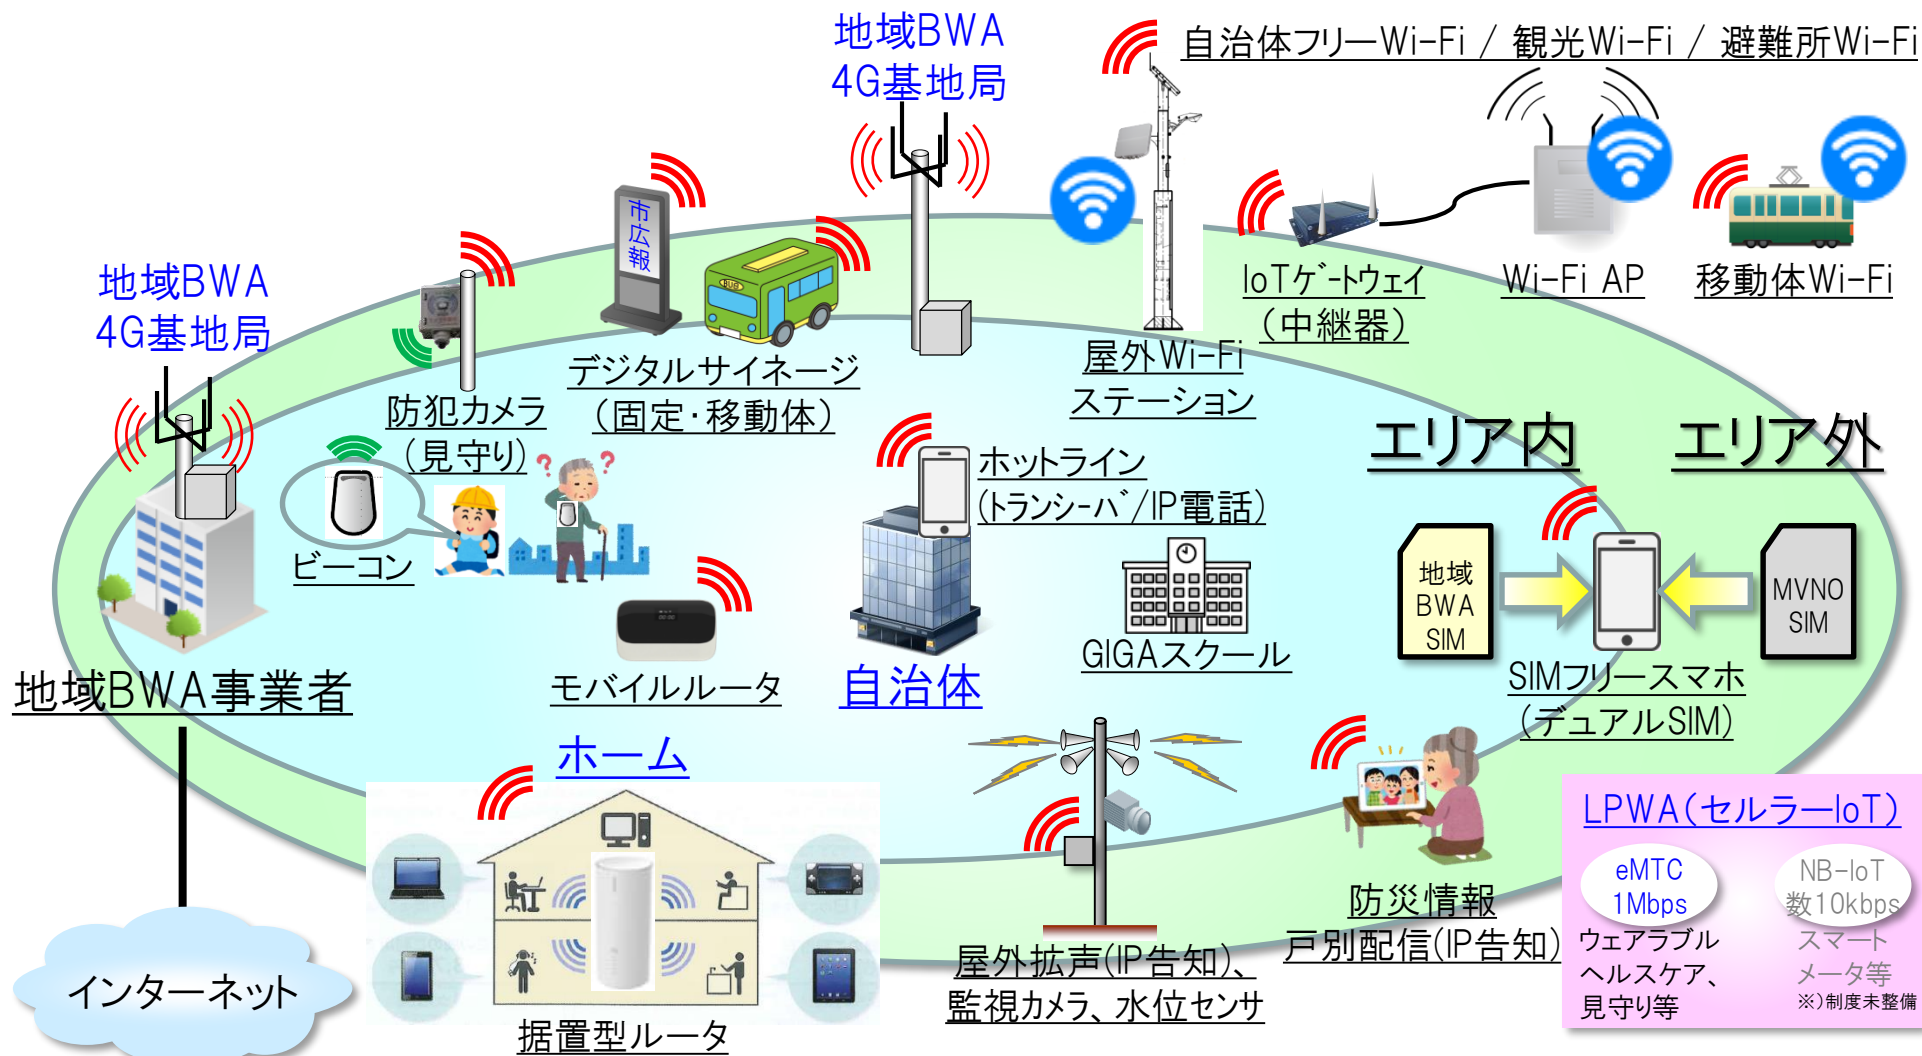 地域BWA
4G基地局
自治体フリーWi-Fi / 観光Wi-Fi / 避難所Wi-Fi
地域BWA
4G基地局
市広報
BUS
デジタルサイネージ
(固定・移動体)
防犯カメラ
(見守り)
ビーコン
屋外Wi-Fi
ステーション
IoTゲートウェイ
(中継器)
Wi-Fi AP
移動体Wi-Fi
エリア内
エリア外
ホットライン
(トランシーバ/IP電話)
地域
BWA
SIM
MVNO
SIM
SIMフリースマホ
(デュアルSIM)
GIGAスクール
自治体
モバイルルータ
地域BWA事業者
インターネット
ホーム
据置型ルータ
屋外拡声(IP告知)、
監視カメラ、水位センサ
防災情報
戸別配信(IP告知)
LPWA(セルラーIoT)
eMTC
1Mbps
ウェアラブル
ヘルスケア、
見守り等
NB-IoT
数10kbps
スマート
メータ等
※)制度未整備